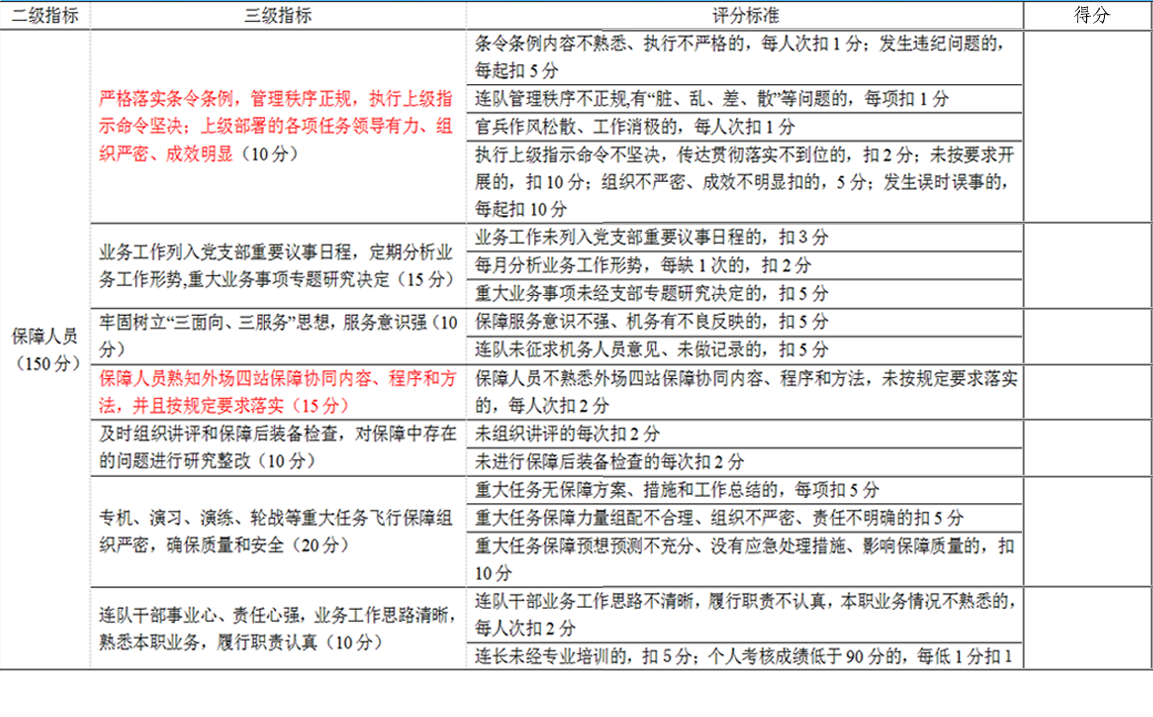 二级指标 三级指标 评分标准 得分
保障人员
（150 分）
严格落实条令条例，管理秩序正规，执行上级指
示命令坚决；上级部署的各项任务领导有力、组
织严密、成效明显（10 分）
条令条例内容不熟悉、执行不严格的，每人次扣 1 分；发生违纪问题的，
每起扣 5 分
连队管理秩序不正规,有“脏、乱、差、散”等问题的，每项扣 1 分
官兵作风松散、工作消极的，每人次扣 1 分
执行上级指示命令不坚决，传达贯彻落实不到位的，扣 2 分；未按要求开
展的，扣 10 分；组织不严密、成效不明显扣的，5 分；发生误时误事的，
每起扣 10 分
业务工作列入党支部重要议事日程，定期分析业
务工作形势,重大业务事项专题研究决定（15 分）
业务工作未列入党支部重要议事日程的，扣 3 分
每月分析业务工作形势，每缺 1 次的，扣 2 分
重大业务事项未经支部专题研究决定的，扣 5 分
牢固树立“三面向、三服务”思想，服务意识强（10
分）
保障服务意识不强、机务有不良反映的，扣 5 分
连队未征求机务人员意见、未做记录的，扣 5 分
保障人员熟知外场四站保障协同内容、程序和方
法，并且按规定要求落实（15 分）
保障人员不熟悉外场四站保障协同内容、程序和方法，未按规定要求落实
的，每人次扣 2 分
及时组织讲评和保障后装备检查，对保障中存在
的问题进行研究整改（10 分）
未组织讲评的每次扣 2 分
未进行保障后装备检查的每次扣 2 分
专机、演习、演练、轮战等重大任务飞行保障组
织严密，确保质量和安全（20 分）
重大任务无保障方案、措施和工作总结的，每项扣 5 分
重大任务保障力量组配不合理、组织不严密、责任不明确的扣 5 分
重大任务保障预想预测不充分、没有应急处理措施、影响保障质量的，扣
10 分
连队干部事业心、责任心强，业务工作思路清晰，
熟悉本职业务，履行职责认真（10 分）
连队干部业务工作思路不清晰，履行职责不认真，本职业务情况不熟悉的，
每人次扣 2 分
连长未经专业培训的，扣 5 分；个人考核成绩低于 90 分的，每低 1 分扣 1